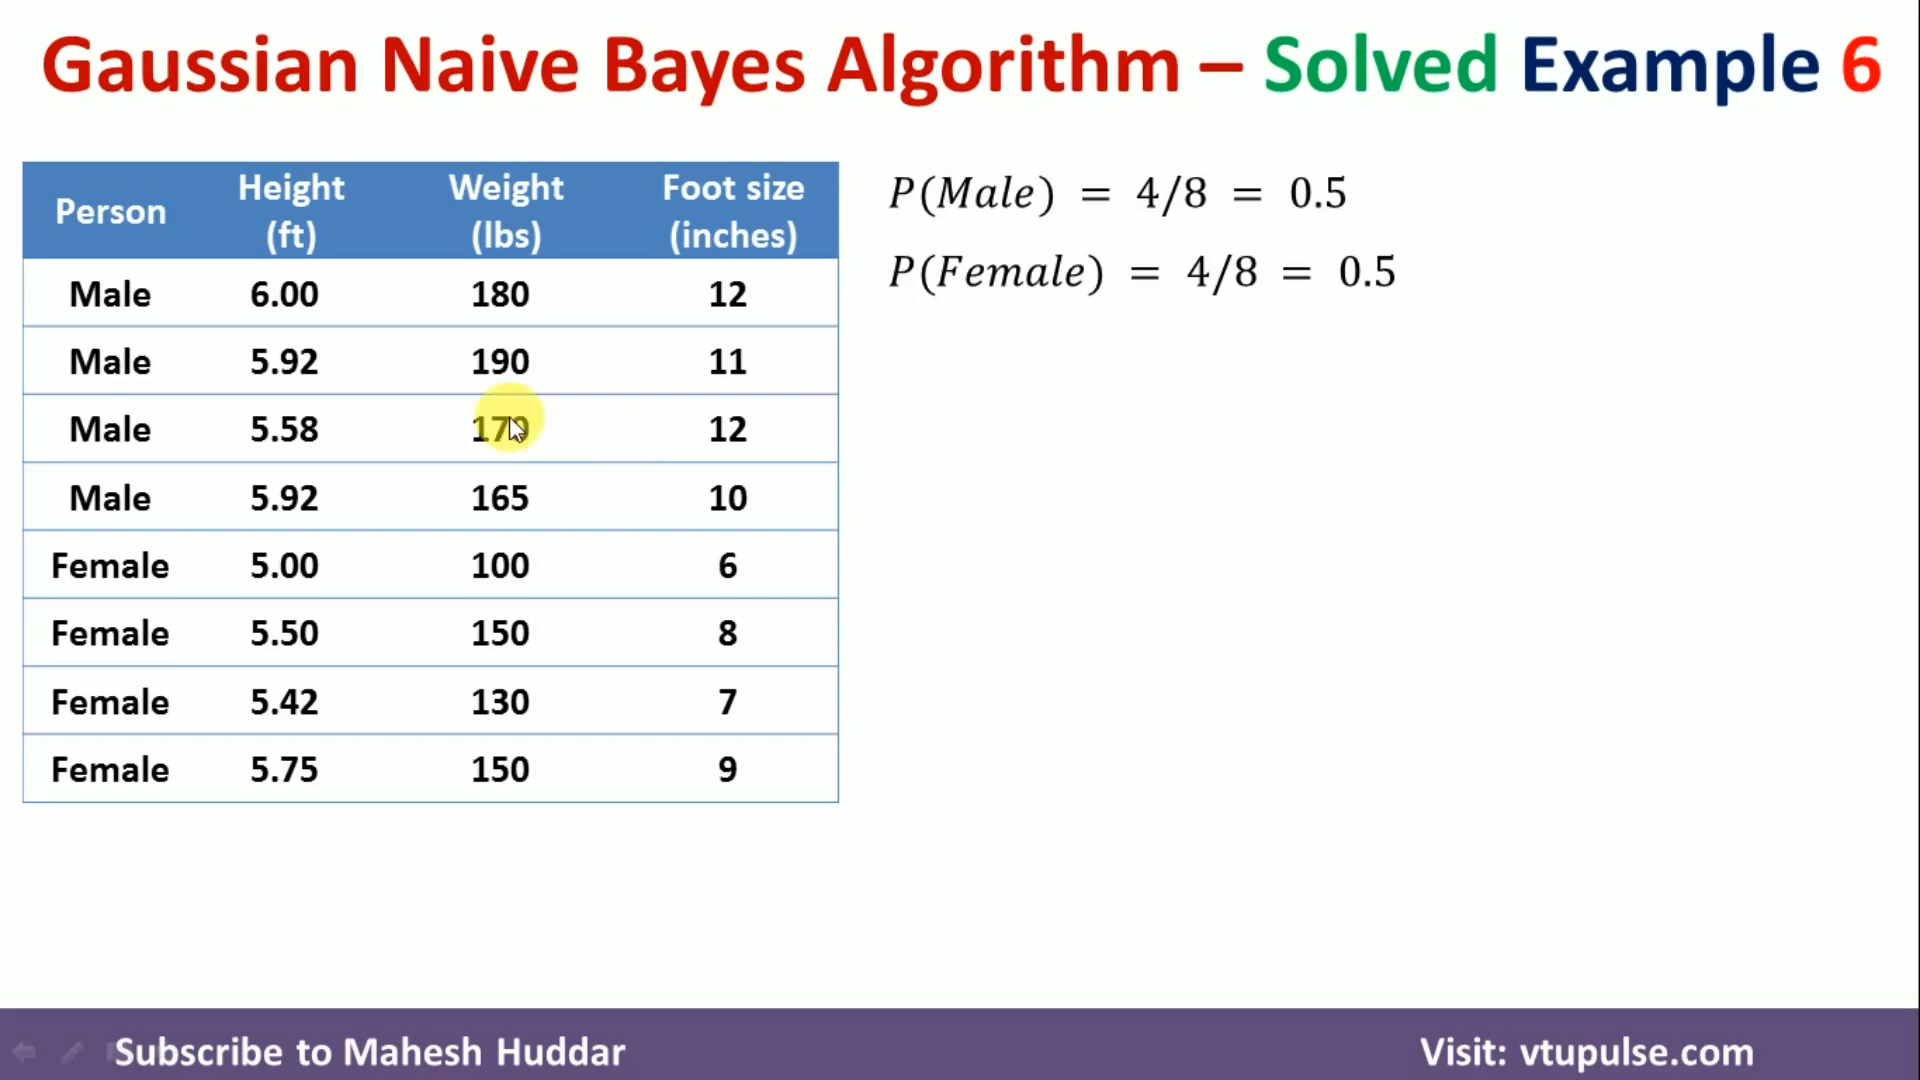 Gaussian Naive Bayes Algorithm – Solved Example 6
Person Height (ft) Weight (lbs) Foot size (inches)
Male 6.00 180 12
Male 5.92 190 11
Male 5.58 170 12
Male 5.92 165 10
Female 5.00 100 6
Female 5.50 150 8
Female 5.42 130 7
Female 5.75 150 9
P(Male) = 4/8 = 0.5
P(Female) = 4/8 = 0.5
Subscribe to Mahesh Huddar
Visit: vtupulse.com